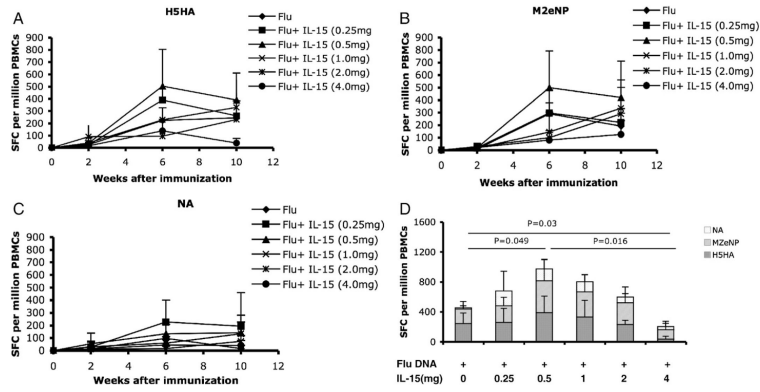 A
H5HA
SFC per million PBMCs
900
800
700
600
500
400
300
200
100
0
0 2 4 6 8 10 12
Weeks after immunization
Flu
Flu+ IL-15 (0.25mg)
Flu+ IL-15 (0.5mg)
Flu+ IL-15 (1.0mg)
Flu+ IL-15 (2.0mg)
Flu+ IL-15 (4.0mg)
B
M2eNP
SFC per million PBMCs
900
800
700
600
500
400
300
200
100
0
0 2 4 6 8 10 12
Weeks after immunization
Flu
Flu+ IL-15 (0.25mg
Flu+ IL-15 (0.5mg)
Flu+ IL-15 (1.0mg)
Flu+ IL-15 (2.0mg)
Flu+ IL-15 (4.0mg)
C
NA
SFC per million PBMCs
900
800
700
600
500
400
300
200
100
0
0 2 4 6 8 10 12
Weeks after immunization
Flu
Flu+ IL-15 (0.25mg)
Flu+ IL-15 (0.5mg)
Flu+ IL-15 (1.0mg)
Flu+ IL-15 (2.0mg)
Flu+ IL-15 (4.0mg)
D
SFC per million PBMCs
1600
1200
800
400
0
P=0.03
P=0.049
P=0.016
NA
MZeNP
H5HA
Flu DNA + + + + + +
IL-15(mg) 0 0.25 0.5 1 2 4